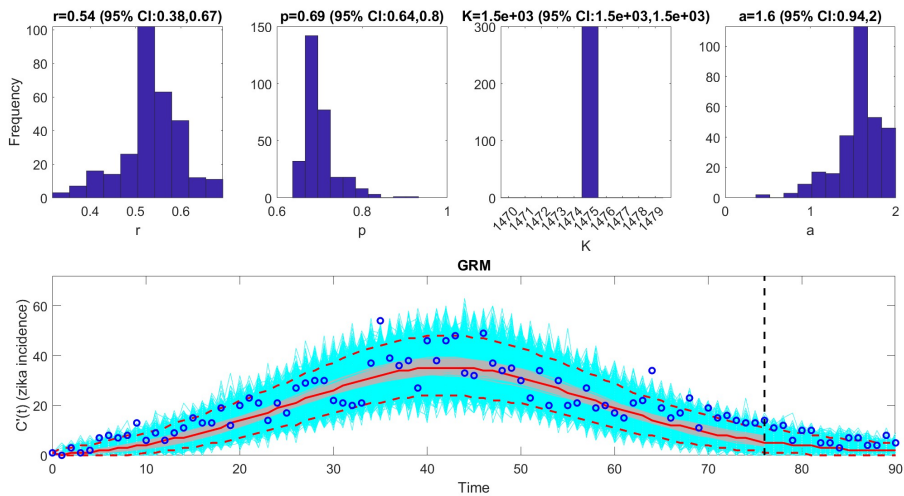 r=0.54 (95% CI:0.38,0.67)
p=0.69 (95% CI:0.64,0.8)
K=1.5e+03 (95% CI:1.5e+03,1.5e+03)
a=1.6 (95% CI:0.94,2)
Frequency
100
80
60
40
20
0
0.4 0.5 0.6
r
150
100
50
0
0.6 0.8 1
p
300
200
100
0
1470 1471 1472 1473 1474 1475 1476 1477 1478 1479
K
100
80
60
40
20
0
0 1 2
a
GRM
C'(t) (zika incidence)
60
40
20
0
0 10 20 30 40 50 60 70 80 90
Time